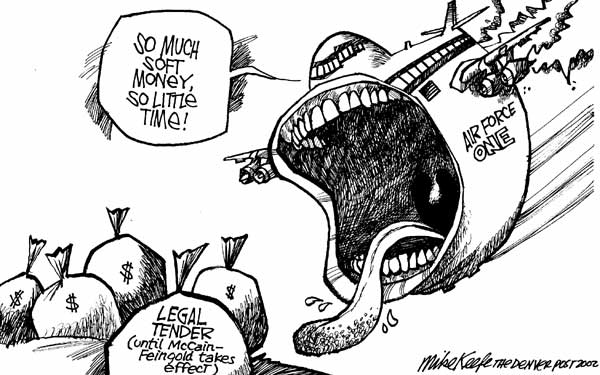 SO MUCH
SOFT
MONEY,
SO LITTLE
TIME!
AIR FORCE
ONE
$
$
$
$
LEGAL
TENDER
(until McCain-
Feingold takes
effect)
Mike Keefe THE DENVER POST 2002